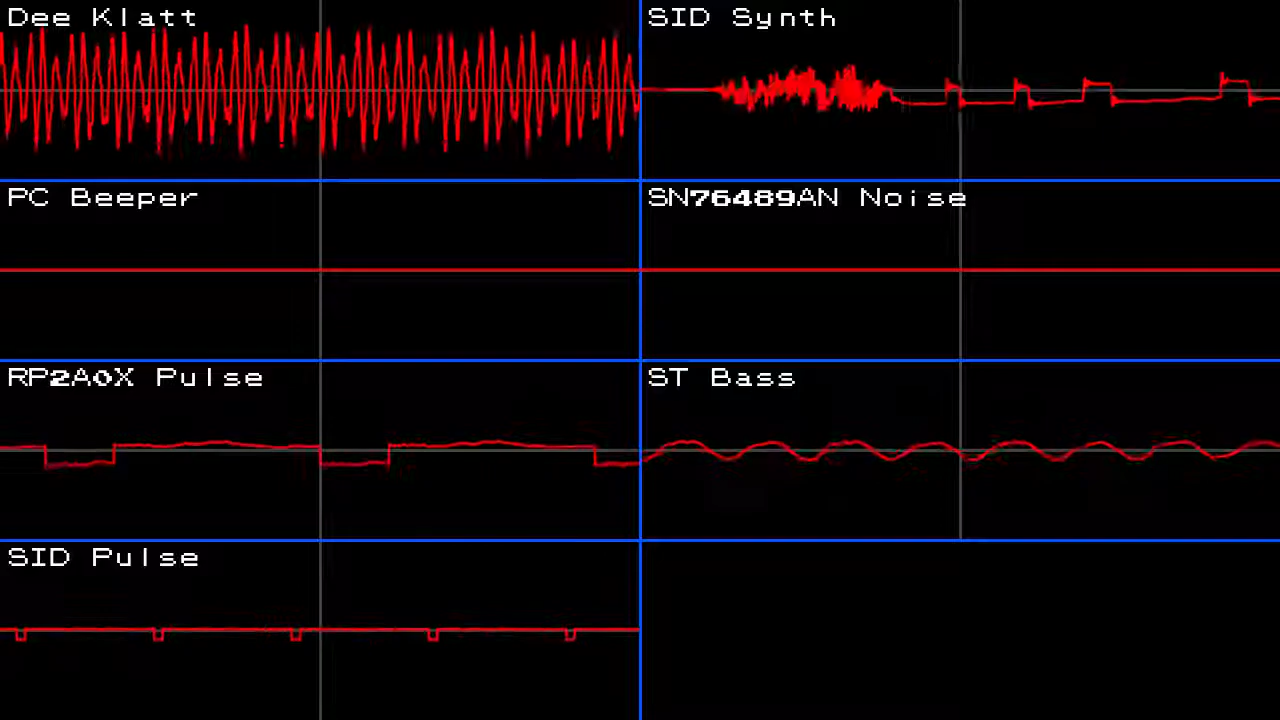 Dee Klatt
SID Synth
PC Beeper
SN76489AN Noise
RP2A0X Pulse
ST Bass
SID Pulse